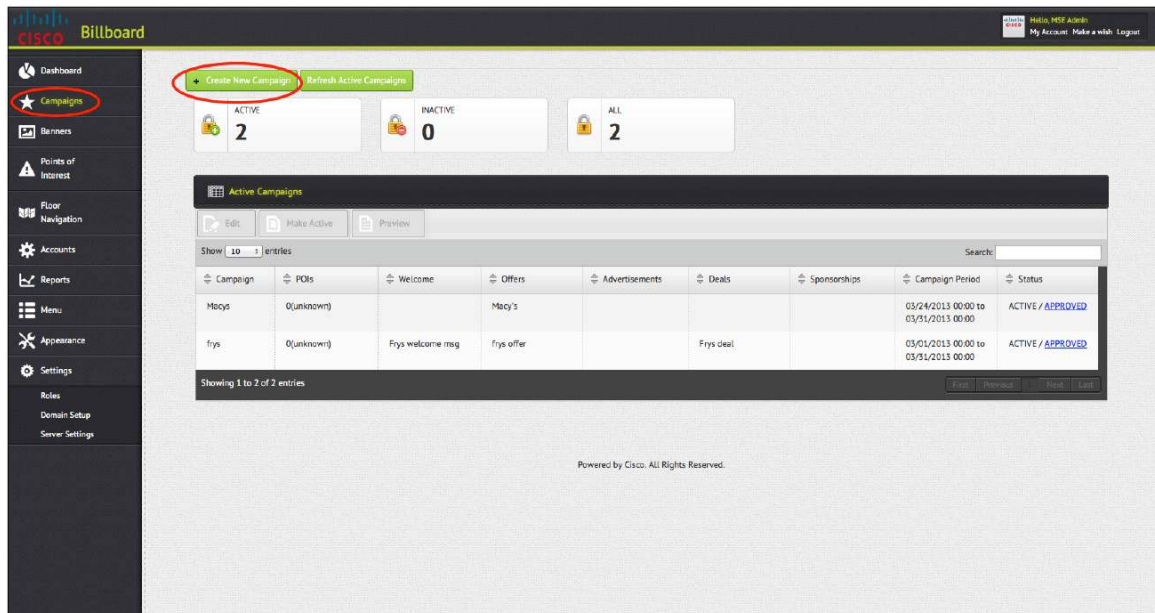 CISCO
Billboard
Hello, MSE Admin
My Account Make a wish Logout
Dashboard
Campaigns
Banners
Points of
Interest
Floor
Navigation
Accounts
Reports
Menu
Appearance
Settings
Roles
Domain Setup
Server Settings
+ Create New Campaign
Refresh Active Campaigns
ACTIVE
2
INACTIVE
0
ALL
2
Active Campaigns
Edit
Make Active
Preview
Show 10 entries
Search:
Campaign POIs Welcome Offers Advertisements Deals Sponsorships Campaign Period Status
Macys 0(unknown) Macy's 03/24/2013 00:00 to ACTIVE / APPROVED
03/31/2013 00:00
frys 0(unknown) Frys welcome msg frys offer Frys deal 03/01/2013 00:00 to ACTIVE / APPROVED
03/31/2013 00:00
Showing 1 to 2 of 2 entries
First Previous Next Last
Powered by Cisco. All Rights Reserved.